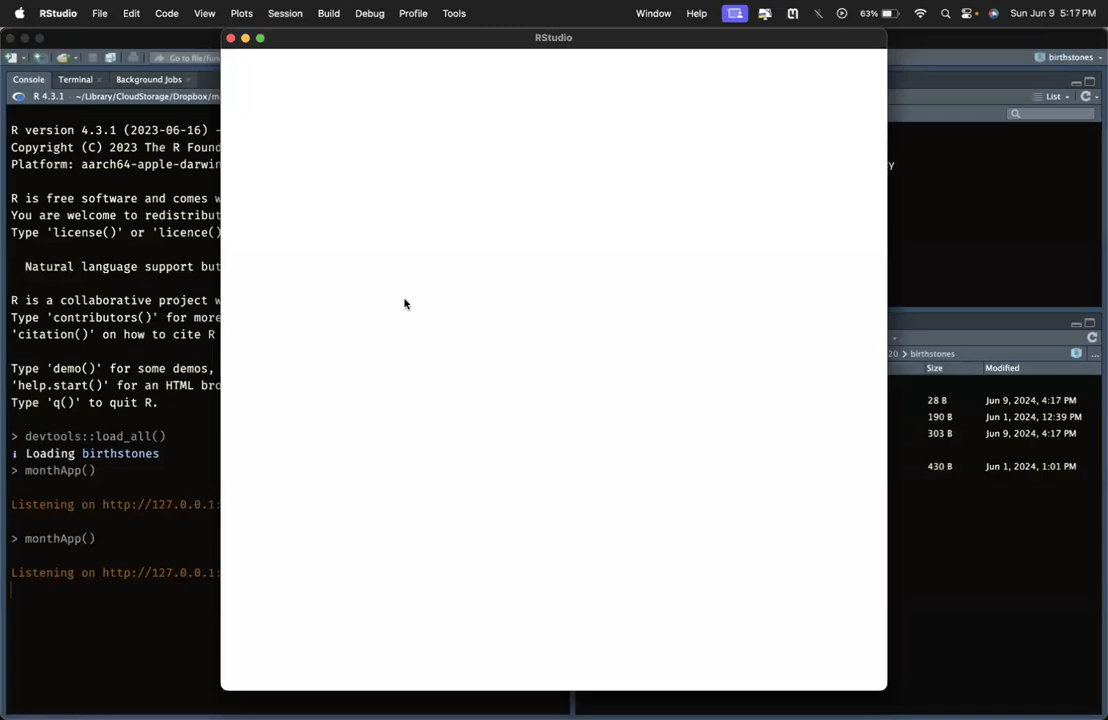 RStudio File Edit Code View Plots Session Build Debug Profile Tools Window Help 63% Sun Jun 9 5:17PM
RStudio
Go to file/fun
birthstones
Console Terminal Background Jobs
R 4.3.1 · ~/Library/CloudStorage/Dropbox/m
List
R version 4.3.1 (2023-06-16) -
Copyright (C) 2023 The R Found
Platform: aarch64-apple-darwin
y
R is free software and comes w
You are welcome to redistribut
Type 'license()' or 'licence()
Natural language support but
R is a collaborative project w
Type 'contributors()' for more
'citation()' on how to cite R
Type 'demo()' for some demos,
'help.start()' for an HTML bro
Type 'q()' to quit R.
> devtools::load_all()
ℹ Loading birthstones
> monthApp()
Listening on http://127.0.0.1:
> monthApp()
Listening on http://127.0.0.1:
20 > birthstones ...
Size Modified
28 B Jun 9, 2024, 4:17 PM
190 B Jun 1, 2024, 12:39 PM
303 B Jun 9, 2024, 4:17 PM
430 B Jun 1, 2024, 1:01 PM